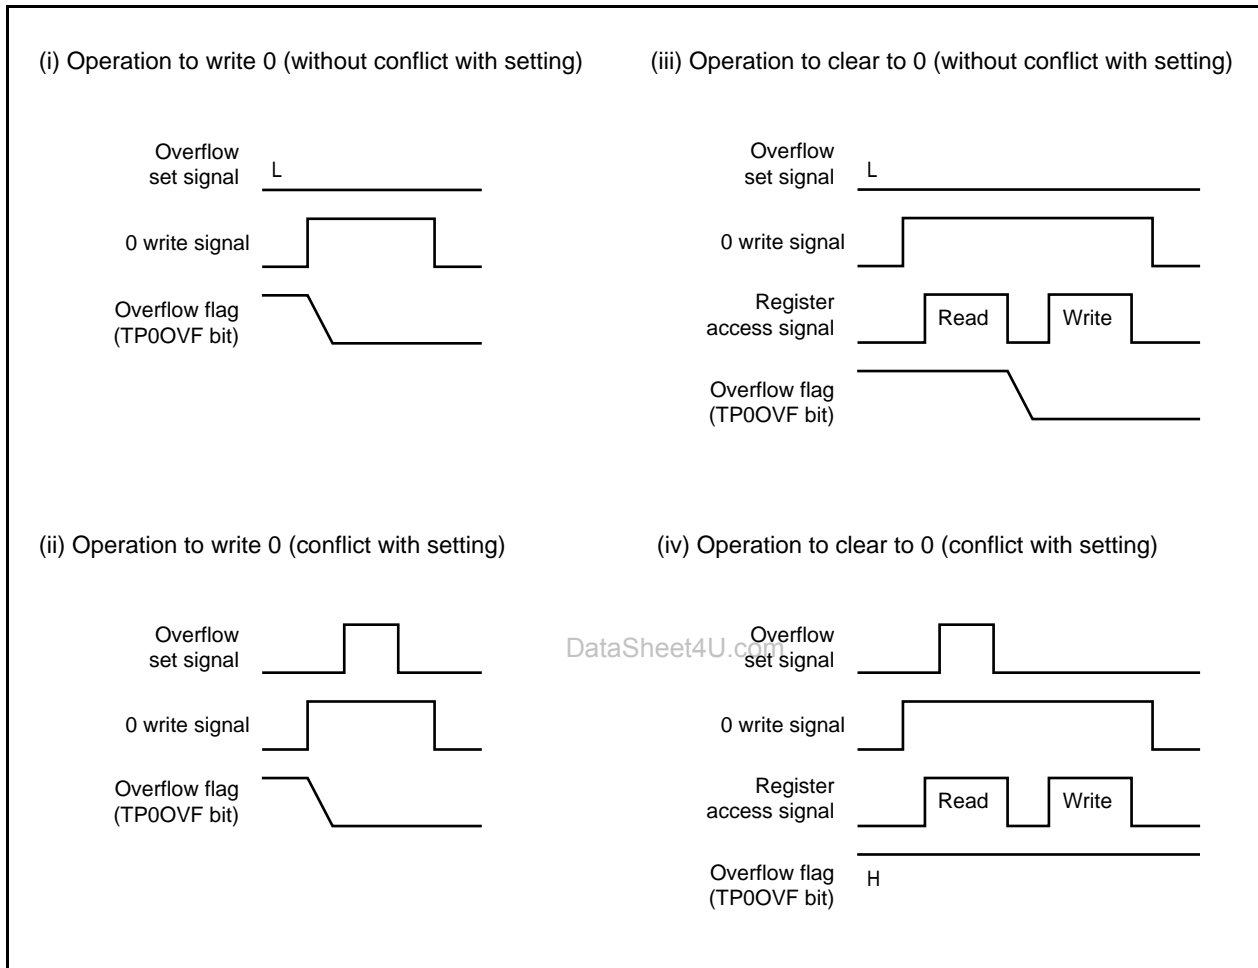 (i) Operation to write 0 (without conflict with setting)
Overflow
set signal
L
0 write signal
Overflow flag
(TP0OVF bit)
(iii) Operation to clear to 0 (without conflict with setting)
Overflow
set signal
L
0 write signal
Register
access signal
Read
Write
Overflow flag
(TP0OVF bit)
(ii) Operation to write 0 (conflict with setting)
Overflow
set signal
0 write signal
Overflow flag
(TP0OVF bit)
DataSheet4U.com
(iv) Operation to clear to 0 (conflict with setting)
Overflow
set signal
0 write signal
Register
access signal
Read
Write
Overflow flag
(TP0OVF bit)
H